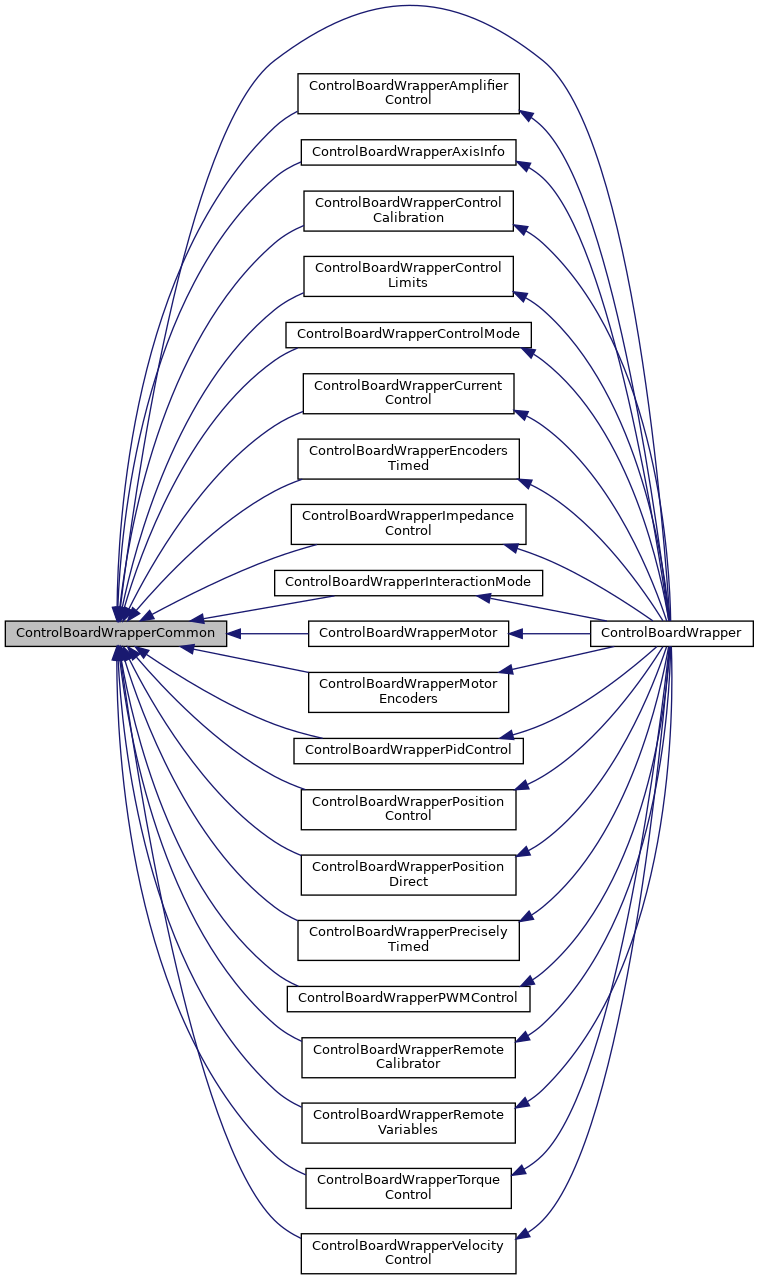 ControlBoardWrapperAmplifier
Control
ControlBoardWrapperAxisInfo
ControlBoardWrapperControl
Calibration
ControlBoardWrapperControl
Limits
ControlBoardWrapperControlMode
ControlBoardWrapperCurrent
Control
ControlBoardWrapperEncoders
Timed
ControlBoardWrapperImpedance
Control
ControlBoardWrapperInteractionMode
ControlBoardWrapperCommon
ControlBoardWrapperMotor
ControlBoardWrapper
ControlBoardWrapperMotor
Encoders
ControlBoardWrapperPidControl
ControlBoardWrapperPosition
Control
ControlBoardWrapperPosition
Direct
ControlBoardWrapperPrecisely
Timed
ControlBoardWrapperPWMControl
ControlBoardWrapperRemote
Calibrator
ControlBoardWrapperRemote
Variables
ControlBoardWrapperTorque
Control
ControlBoardWrapperVelocity
Control